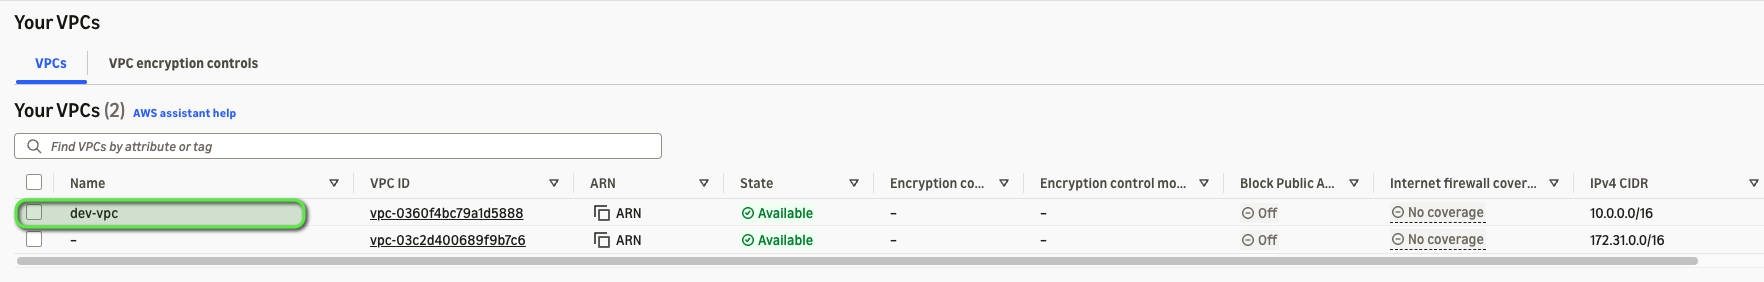 Your VPCs
VPCs VPC encryption controls
Your VPCs (2) AWS assistant help
Find VPCs by attribute or tag
Name VPC ID ARN State Encryption co... Encryption control mo... Block Public A... Internet firewall cover... IPv4 CIDR
dev-vpc vpc-0360f4bc79a1d5888 ARN Available – – Off No coverage 10.0.0.0/16
– vpc-03c2d400689f9b7c6 ARN Available – – Off No coverage 172.31.0.0/16